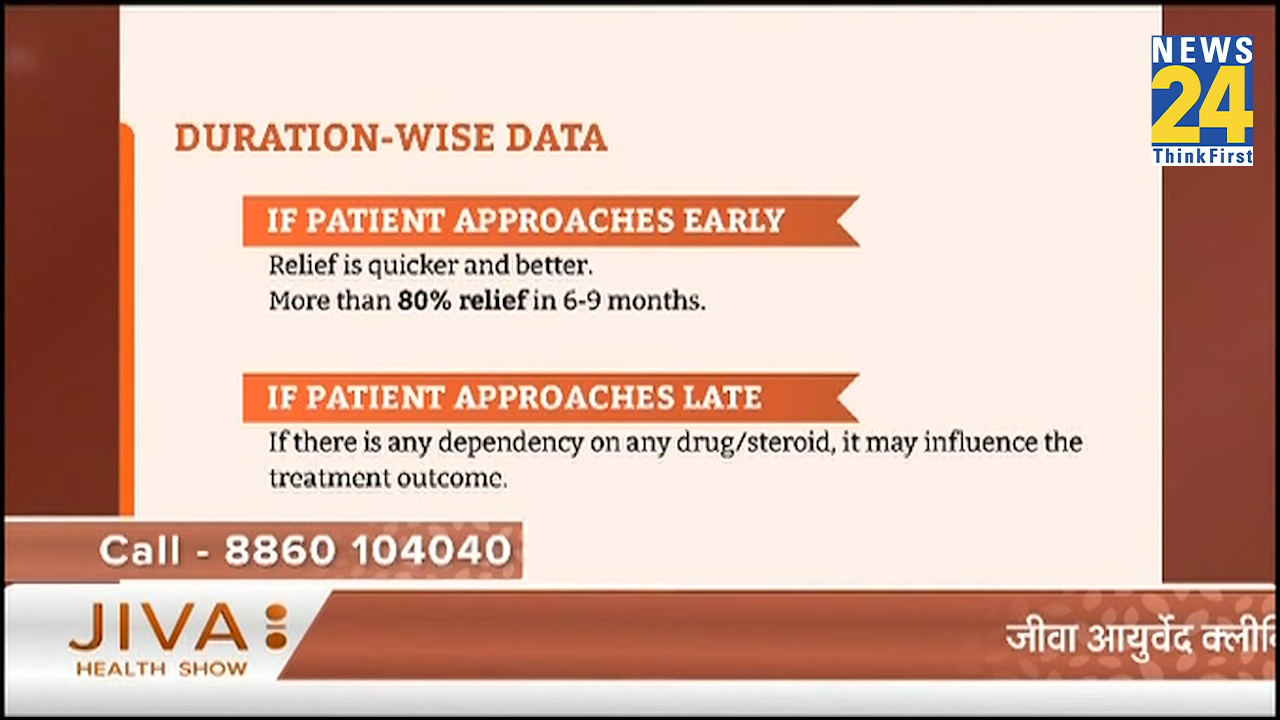 NEWS
24
ThinkFirst
DURATION-WISE DATA
IF PATIENT APPROACHES EARLY
Relief is quicker and better.
More than 80% relief in 6-9 months.
IF PATIENT APPROACHES LATE
If there is any dependency on any drug/steroid, it may influence the
treatment outcome.
Call - 8860 104040
JIVA
HEALTH SHOW
जीवा आयुर्वेद